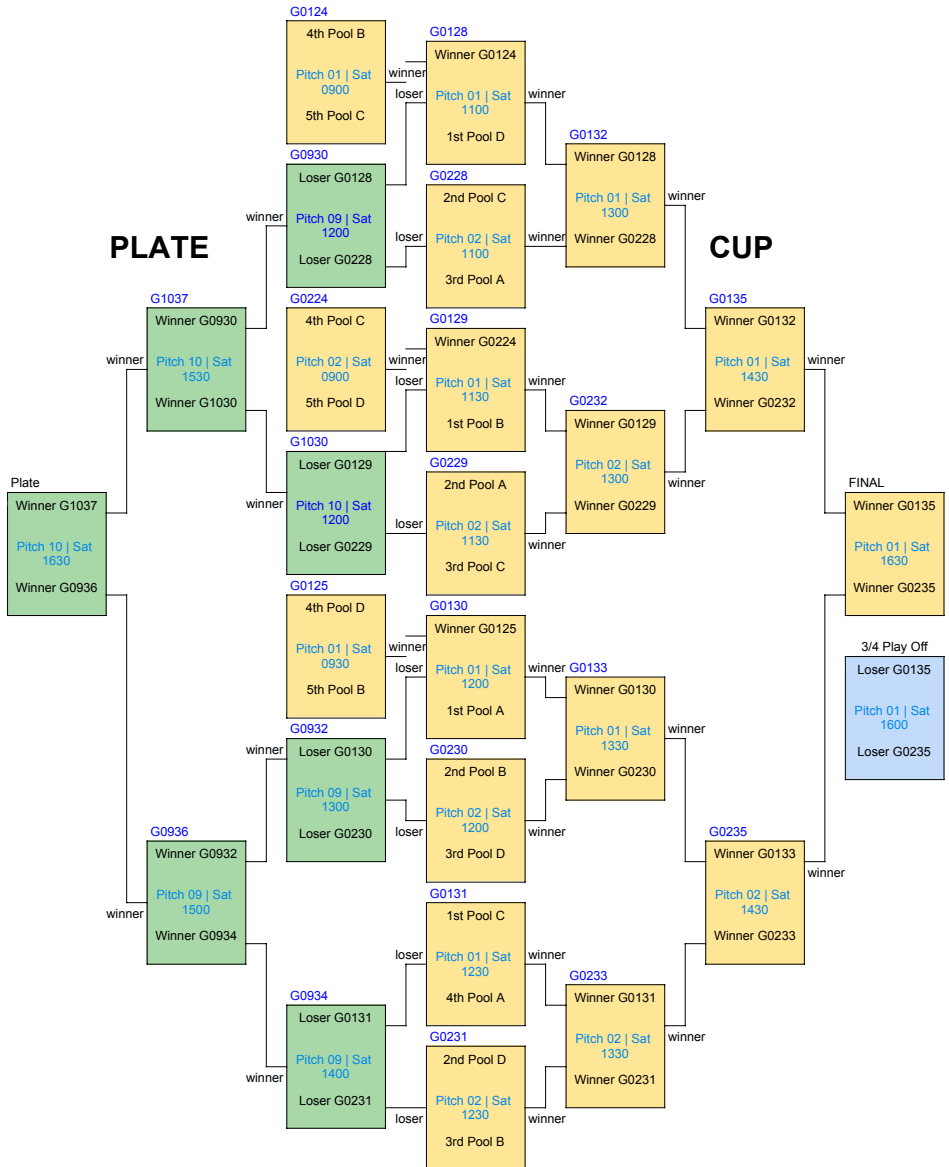 G0124
4th Pool B
Pitch 01 | Sat
0900
5th Pool C
winner
G0128
Winner G0124
Pitch 01 | Sat
1100
1st Pool D
loser
winner
G0930
Loser G0128
Pitch 09 | Sat
1200
Loser G0228
winner
loser
G0228
2nd Pool C
Pitch 02 | Sat
1100
3rd Pool A
winner
G0132
Winner G0128
Pitch 01 | Sat
1300
Winner G0228
winner
PLATE
CUP
G1037
Winner G0930
Pitch 10 | Sat
1530
Winner G1030
winner
G0224
4th Pool C
Pitch 02 | Sat
0900
5th Pool D
winner
G0129
Winner G0224
Pitch 01 | Sat
1130
1st Pool B
loser
winner
G0135
Winner G0132
Pitch 01 | Sat
1430
Winner G0232
winner
G1030
Loser G0129
Pitch 10 | Sat
1200
Loser G0229
winner
loser
G0229
2nd Pool A
Pitch 02 | Sat
1130
3rd Pool C
winner
G0232
Winner G0129
Pitch 02 | Sat
1300
Winner G0229
winner
Plate
Winner G1037
Pitch 10 | Sat
1630
Winner G0936
FINAL
Winner G0135
Pitch 01 | Sat
1630
Winner G0235
G0125
4th Pool D
Pitch 01 | Sat
0930
5th Pool B
winner
G0130
Winner G0125
Pitch 01 | Sat
1200
1st Pool A
loser
winner
G0133
Winner G0130
Pitch 01 | Sat
1330
Winner G0230
winner
3/4 Play Off
Loser G0135
Pitch 01 | Sat
1600
Loser G0235
G0932
Loser G0130
Pitch 09 | Sat
1300
Loser G0230
winner
loser
G0230
2nd Pool B
Pitch 02 | Sat
1200
3rd Pool D
winner
G0936
Winner G0932
Pitch 09 | Sat
1500
Winner G0934
winner
G0235
Winner G0133
Pitch 02 | Sat
1430
Winner G0233
winner
G0131
1st Pool C
Pitch 01 | Sat
1230
4th Pool A
loser
winner
G0934
Loser G0131
Pitch 09 | Sat
1400
Loser G0231
winner
loser
G0231
2nd Pool D
Pitch 02 | Sat
1230
3rd Pool B
winner
G0233
Winner G0131
Pitch 02 | Sat
1330
Winner G0231
winner